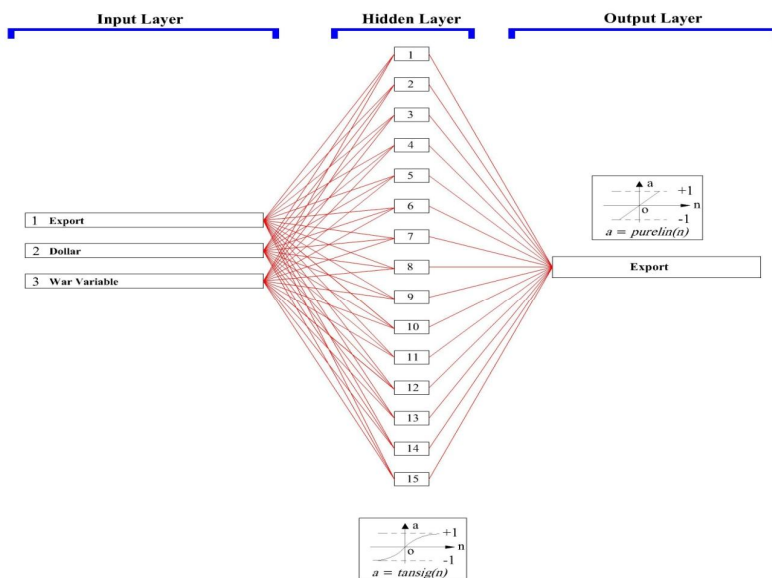 Input Layer
Hidden Layer
Output Layer
1
2
3
4
5
6
7
8
9
10
11
12
13
14
15
1 Export
2 Dollar
3 War Variable
a
+1
n
o
-1
a = purelin(n)
Export
a
+1
n
o
-1
a = tansig(n)